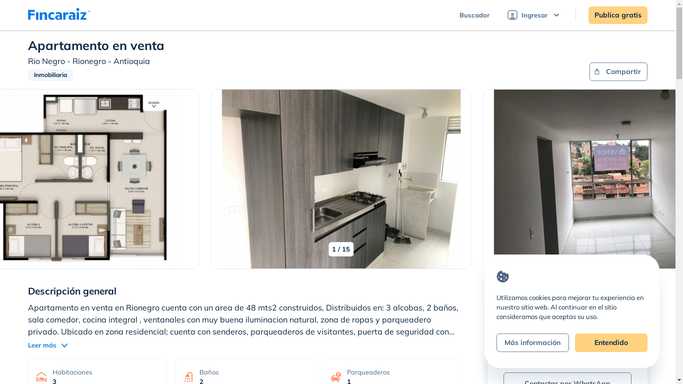 Fincaraiz
Buscador
Ingresar
Publica gratis
Apartamento en venta
Rio Negro - Rionegro - Antioquia
Inmobiliaria
Compartir
1 / 15
Descripción general
Apartamento en venta en Rionegro cuenta con un area de 48 mts2 construidos, Distribuidos en: 3 alcobas, 2 baños,
sala comedor, cocina integral , ventanales con muy buena iluminacion natural, zona de ropas y parqueadero
privado. Ubicado en zona residencial: cuenta con senderos, parqueaderos de visitantes, puerta de seguridad con...
Leer más
Habitaciones
3
Baños
2
Parqueaderos
1
Utilizamos cookies para mejorar tu experiencia en
nuestro sitio web. Al continuar en el sitio
consideramos que aceptas su uso.
Más información
Entendido
Contactar por WhatsApp